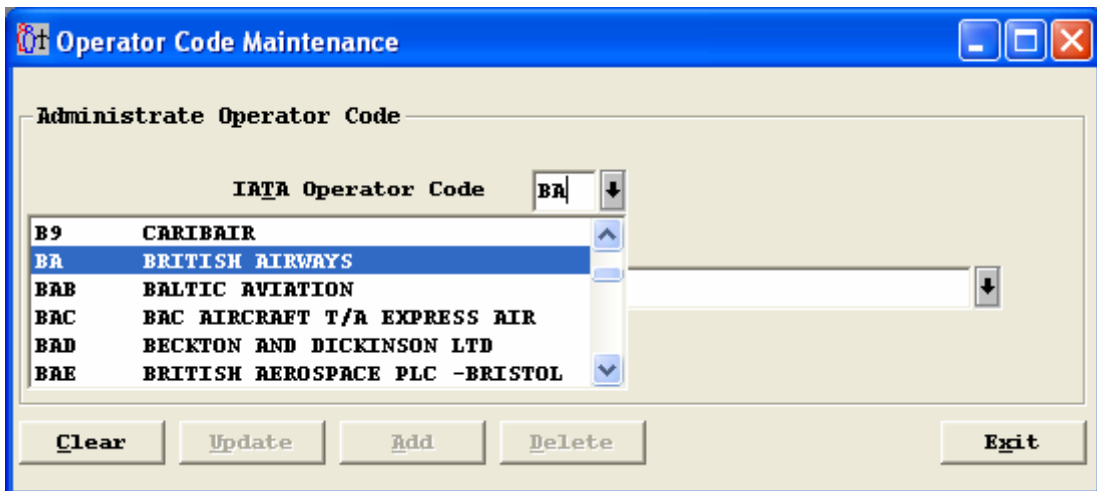 Operator Code Maintenance
Administrate Operator Code
IATA Operator Code BA
B9 CARIBAIR
BA BRITISH AIRWAYS
BAB BALTIC AVIATION
BAC BAC AIRCRAFT T/A EXPRESS AIR
BAD BECKTON AND DICKINSON LTD
BAE BRITISH AEROSPACE PLC -BRISTOL
Clear Update Add Delete Exit